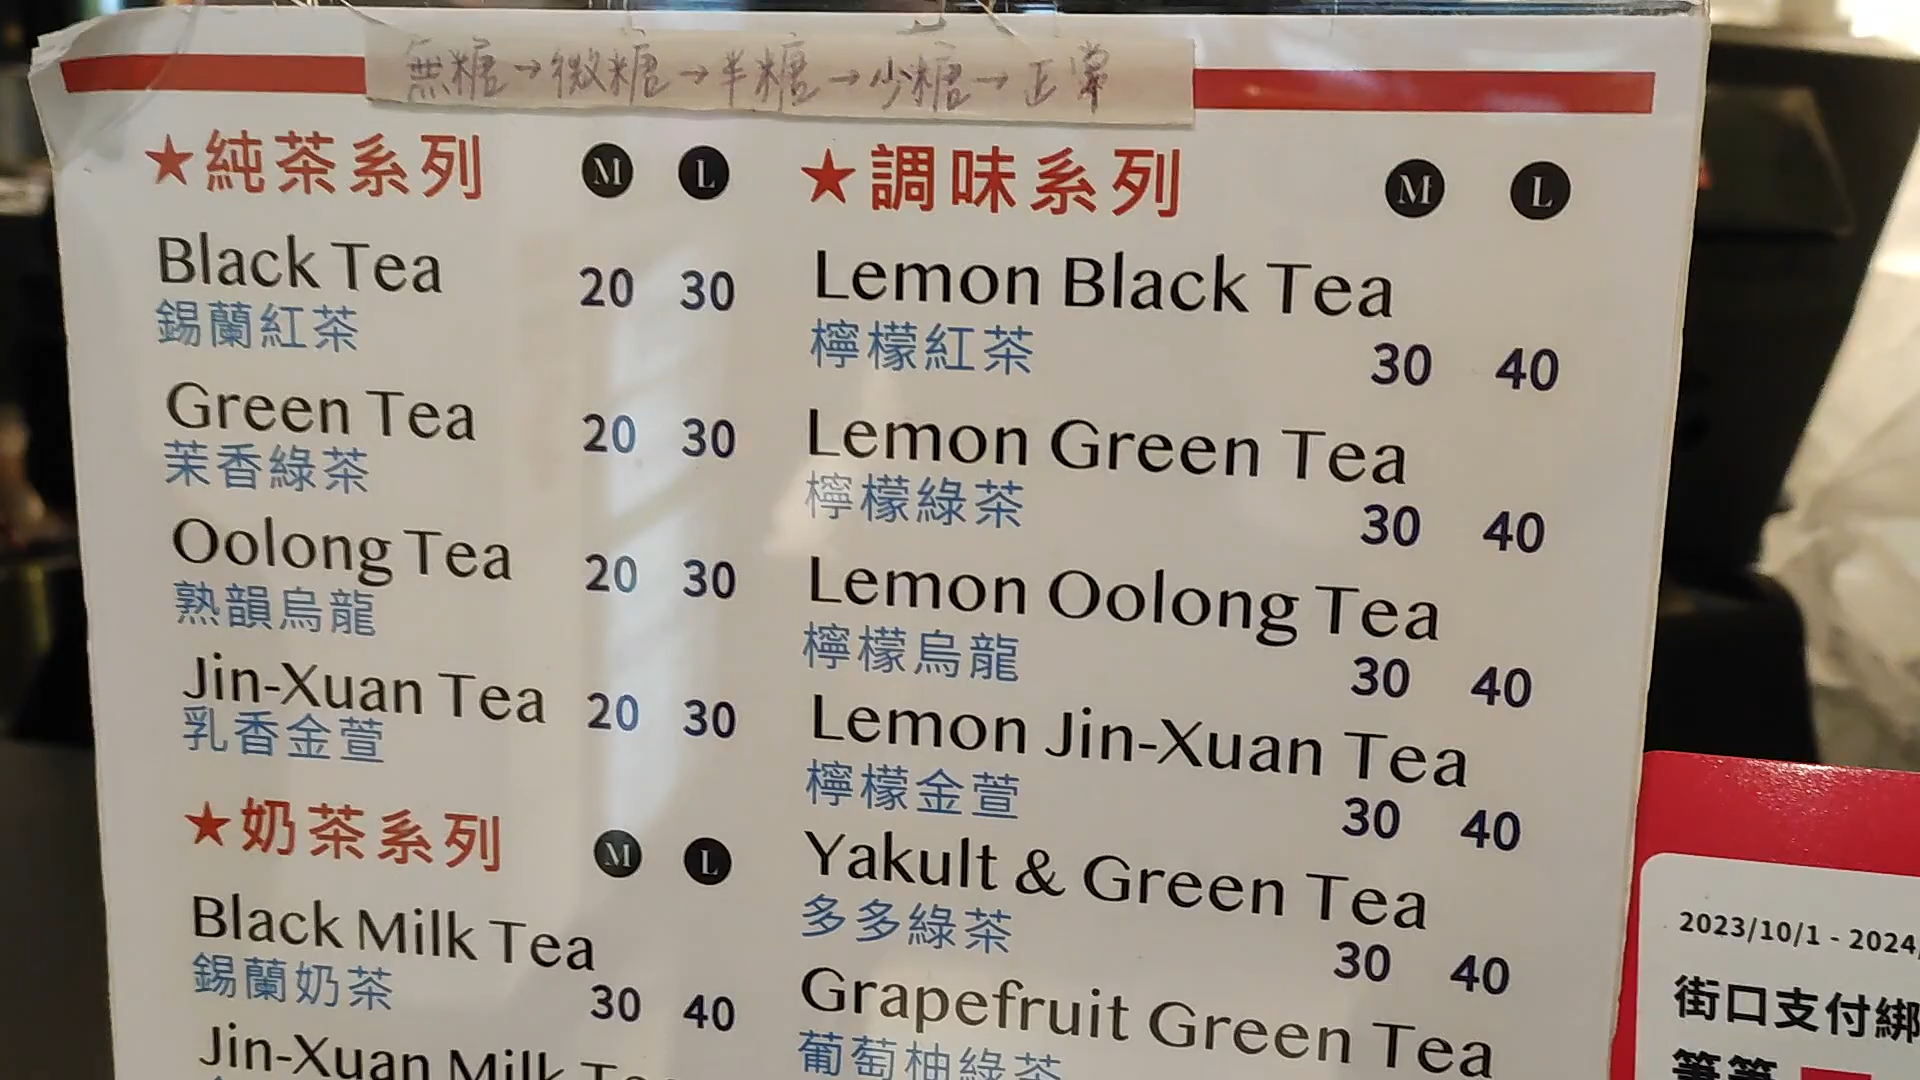 無糖→微糖→半糖→少糖→正常
★純茶系列 M L
Black Tea 20 30
錫蘭紅茶
Green Tea 20 30
茉香綠茶
Oolong Tea 20 30
熟韻烏龍
Jin-Xuan Tea 20 30
乳香金萱
★奶茶系列 M L
Black Milk Tea
錫蘭奶茶 30 40
Jin-Xuan Milk
★調味系列 M L
Lemon Black Tea
檸檬紅茶 30 40
Lemon Green Tea
檸檬綠茶 30 40
Lemon Oolong Tea
檸檬烏龍 30 40
Lemon Jin-Xuan Tea
檸檬金萱 30 40
Yakult & Green Tea
多多綠茶 30 40
Grapefruit Green Tea
葡萄柚綠茶
2023/10/1 - 2024/
街口支付綁
筆筆